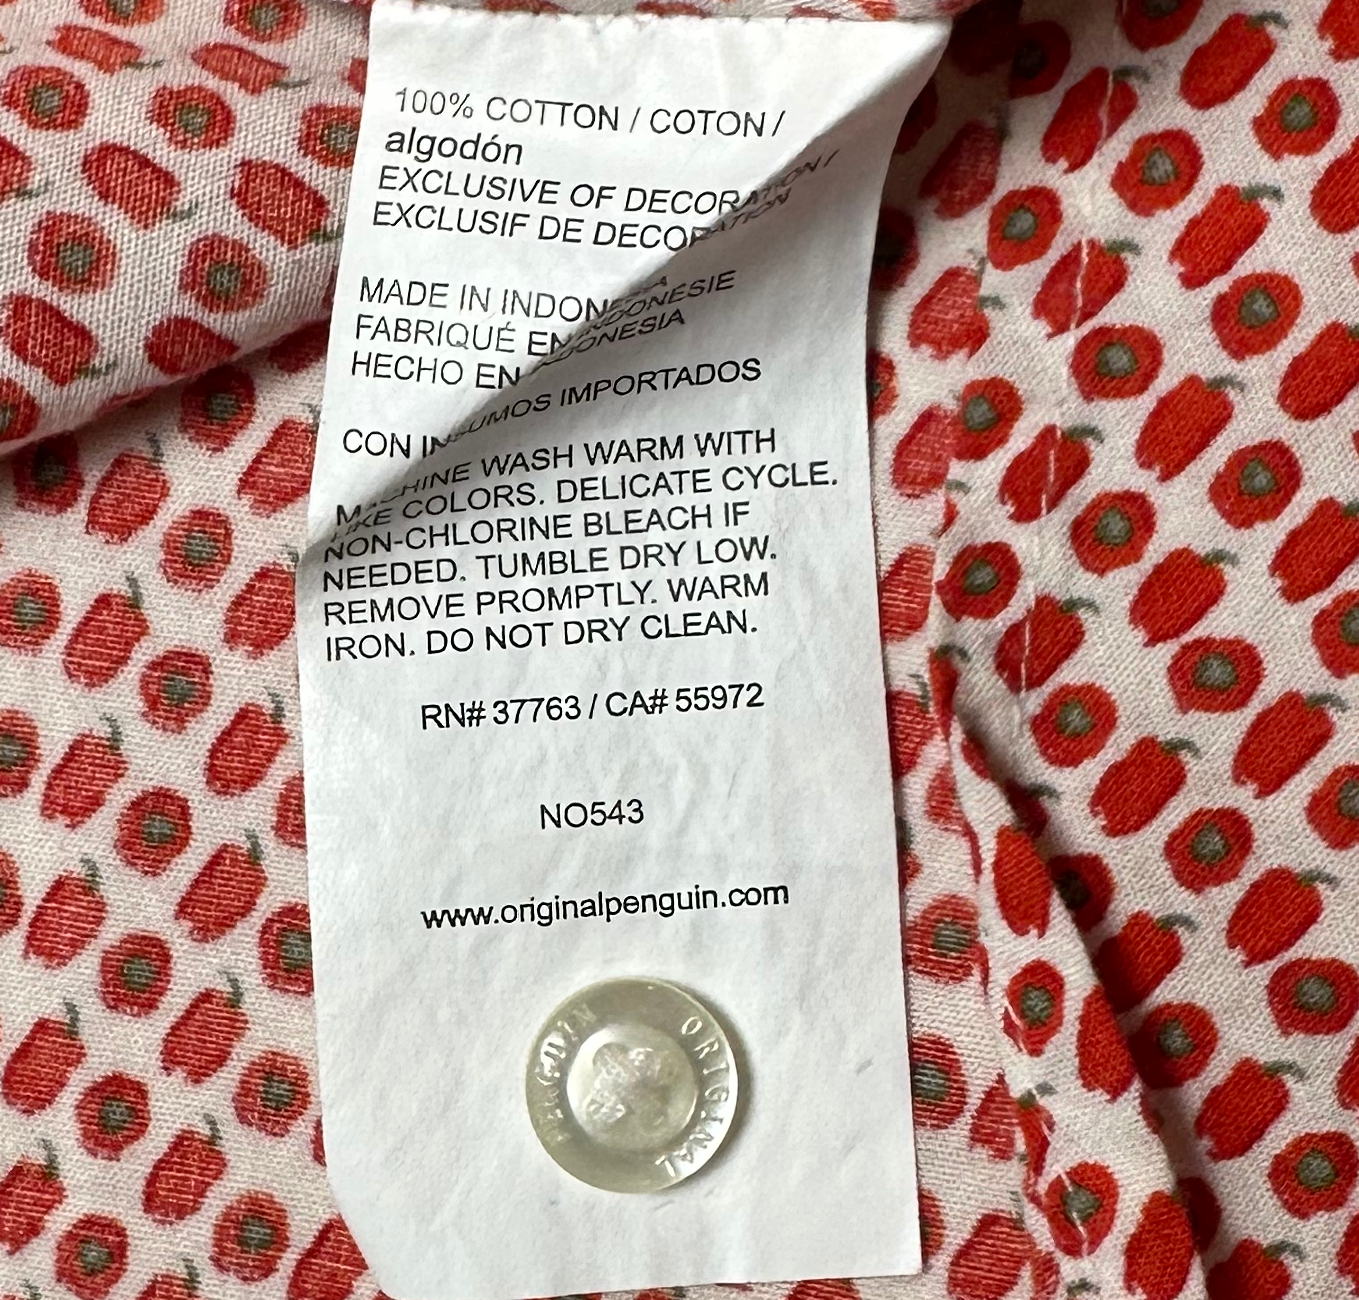 100% COTTON / COTON /
algodón
EXCLUSIVE OF DECORATION /
EXCLUSIF DE DECORATION
MADE IN INDONESIA
FABRIQUÉ EN INDONESIE
HECHO EN INDONESIA
CON INSUMOS IMPORTADOS
MACHINE WASH WARM WITH
LIKE COLORS. DELICATE CYCLE.
NON-CHLORINE BLEACH IF
NEEDED. TUMBLE DRY LOW.
REMOVE PROMPTLY. WARM
IRON. DO NOT DRY CLEAN.
RN# 37763 / CA# 55972
NO543
www.originalpenguin.com
ORIGINAL
PENGUIN